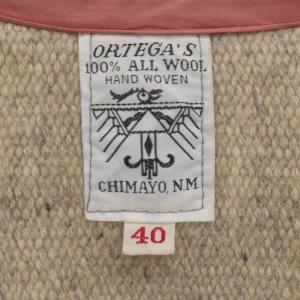 ORTEGA'S
100% ALL WOOL
HAND WOVEN
CHIMAYO, N.M.
40